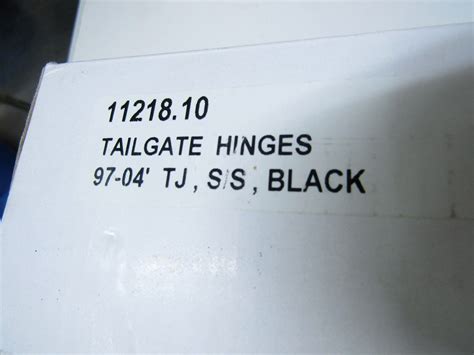 11218.10
TAILGATE HINGES
97-04' TJ , S/S , BLACK